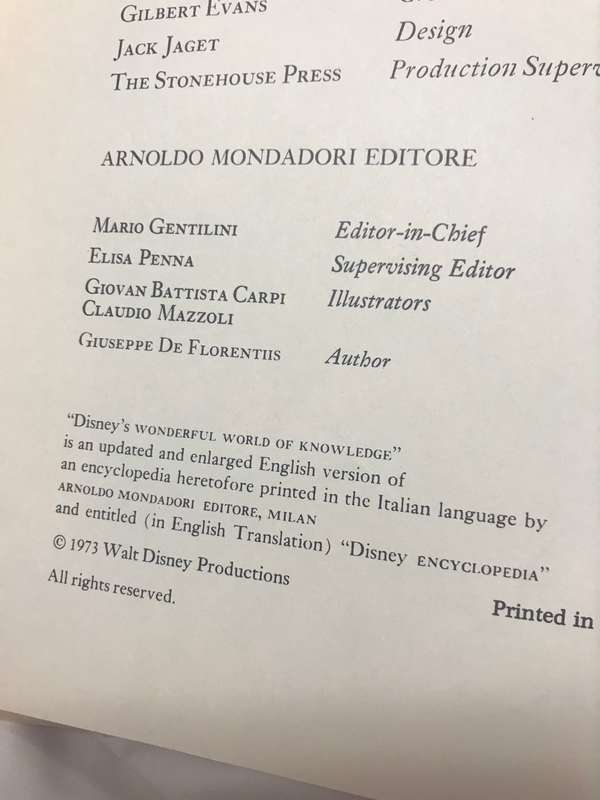 GILBERT EVANS
JACK JAGET Design
THE STONEHOUSE PRESS Production
ARNOLDO MONDADORI EDITORE
MARIO GENTILINI Editor-in-Chief
ELISA PENNA Supervising Editor
GIOVAN BATTISTA CARPI Illustrators
CLAUDIO MAZZOLI
GIUSEPPE DE FLORENTIIS Author
“Disney’s WONDERFUL WORLD OF KNOWLEDGE”
is an updated and enlarged English version of
an encyclopedia heretofore printed in the Italian language by
ARNOLDO MONDADORI EDITORE, MILAN
and entitled (in English Translation) “Disney ENCYCLOPEDIA”
© 1973 Walt Disney Productions
All rights reserved.
Printed in